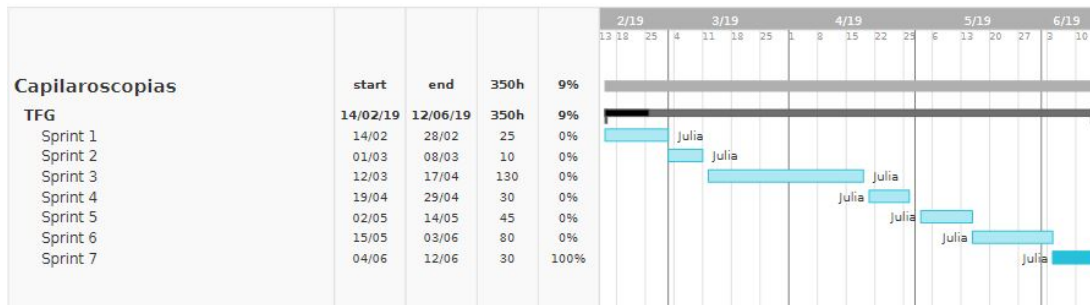 2/19 3/19 4/19 5/19 6/19
13 18 25 4 11 18 25 1 8 15 22 29 6 13 20 27 3 10
Capilaroscopias start end 350h 9%
TFG 14/02/19 12/06/19 350h 9%
Sprint 1 14/02 28/02 25 0% Julia
Sprint 2 01/03 08/03 10 0% Julia
Sprint 3 12/03 17/04 130 0% Julia
Sprint 4 19/04 29/04 30 0% Julia
Sprint 5 02/05 14/05 45 0% Julia
Sprint 6 15/05 03/06 80 0% Julia
Sprint 7 04/06 12/06 30 100% Julia